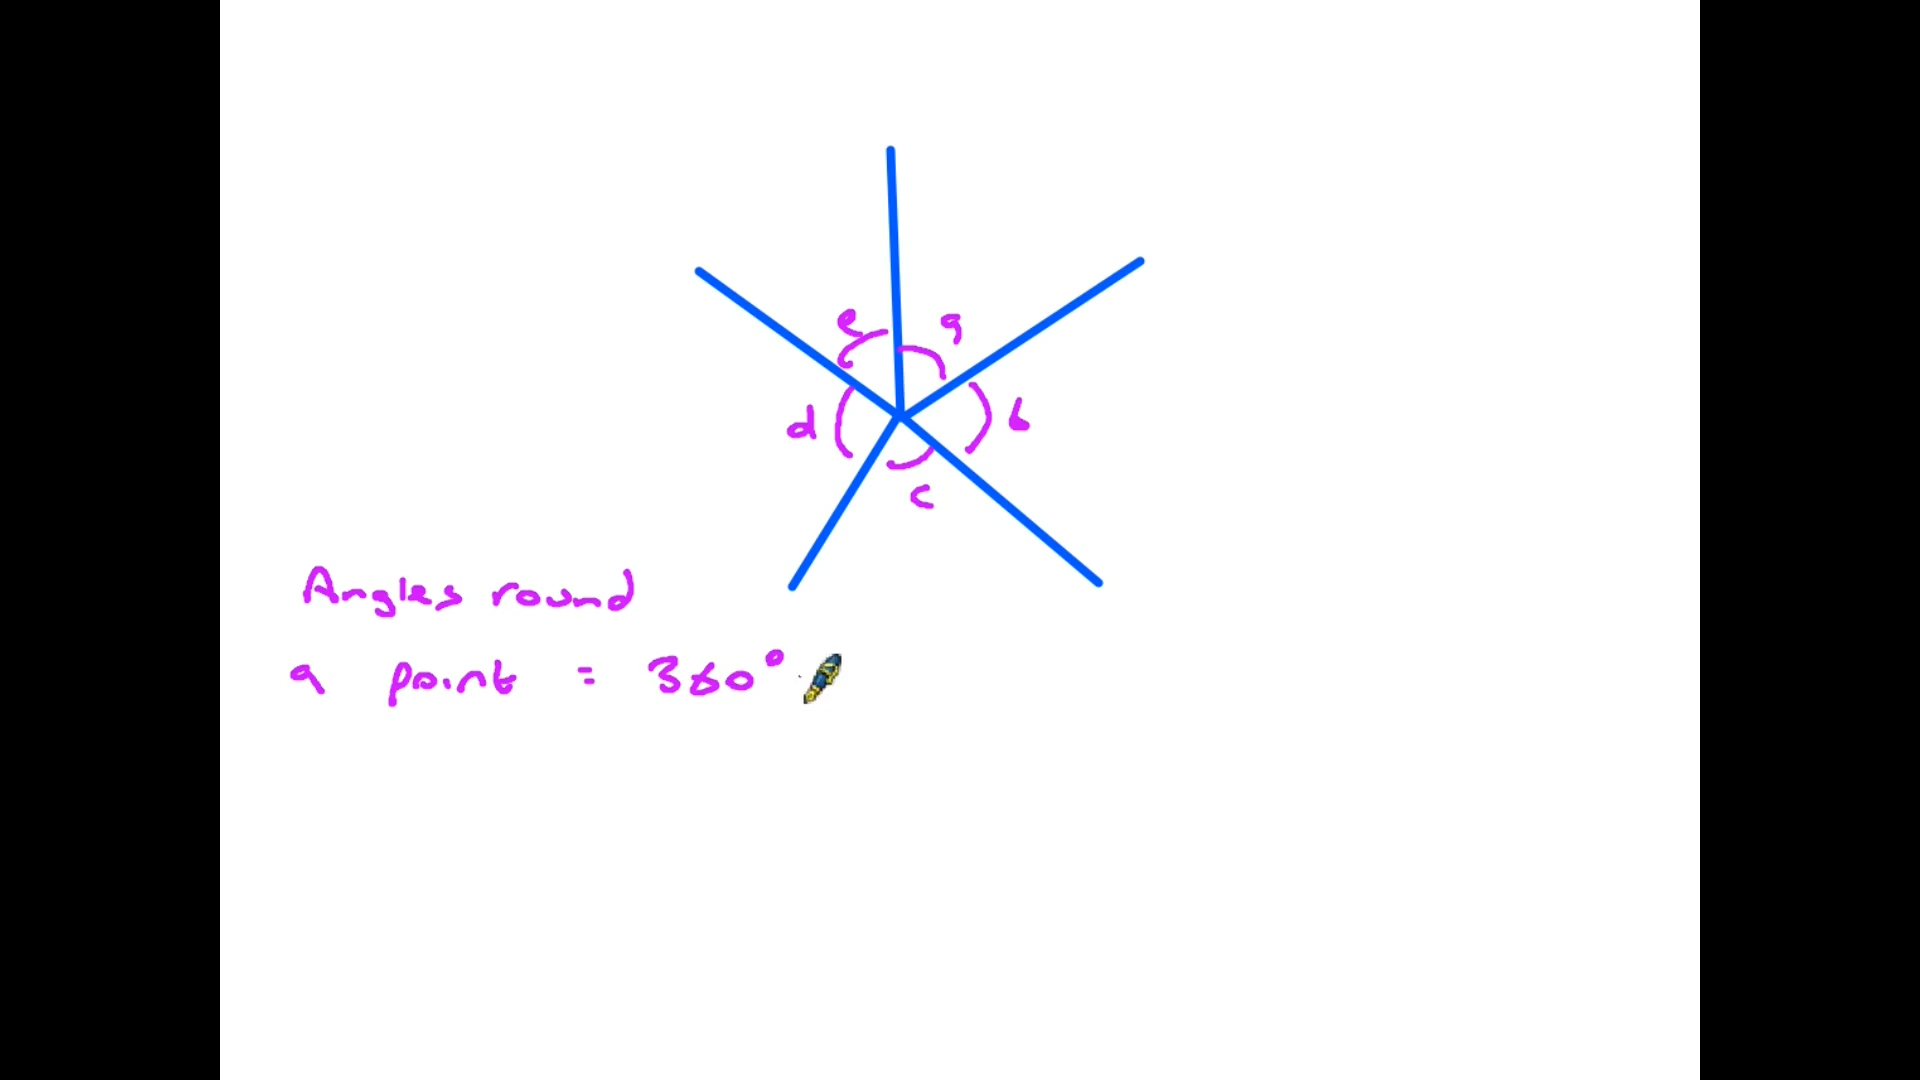 e a
d b
c
Angles round
a point = 360°